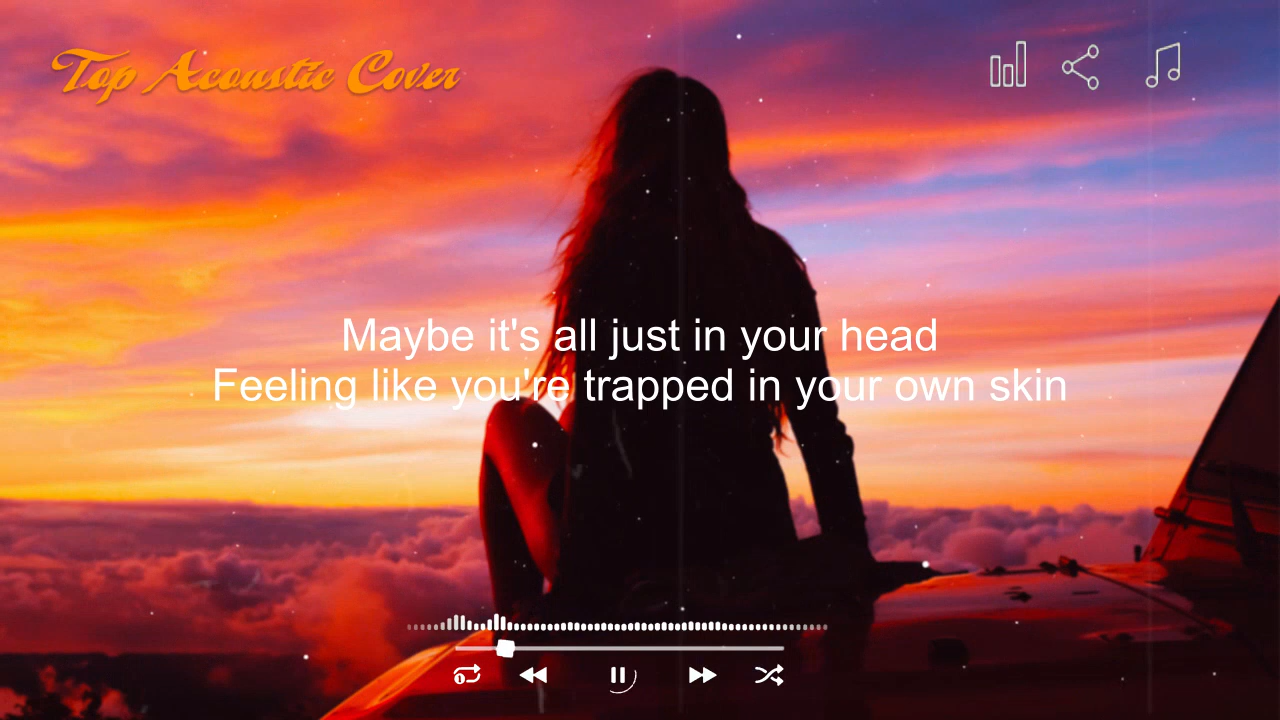 Top Acoustic Cover
Maybe it's all just in your head
Feeling like you're trapped in your own skin
1